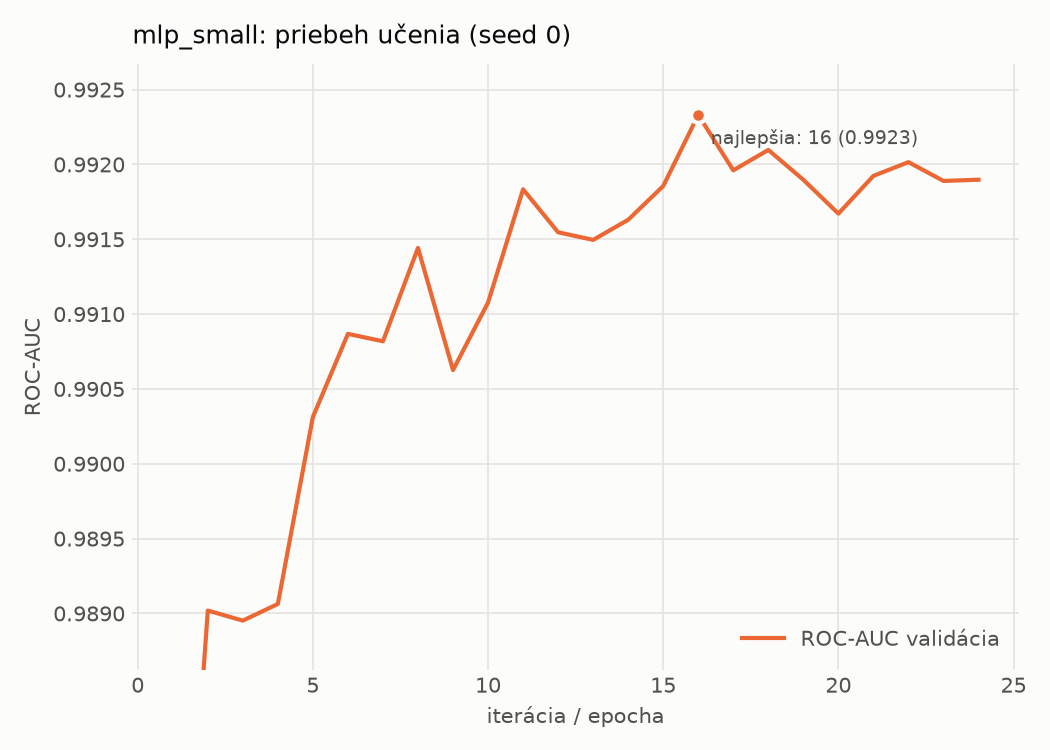 mlp_small: priebeh učenia (seed 0)
0.9925
najlepšia: 16 (0.9923)
0.9920
0.9915
0.9910
0.9905
0.9900
0.9895
0.9890
ROC-AUC
ROC-AUC validácia
0 5 10 15 20 25
iterácia / epocha